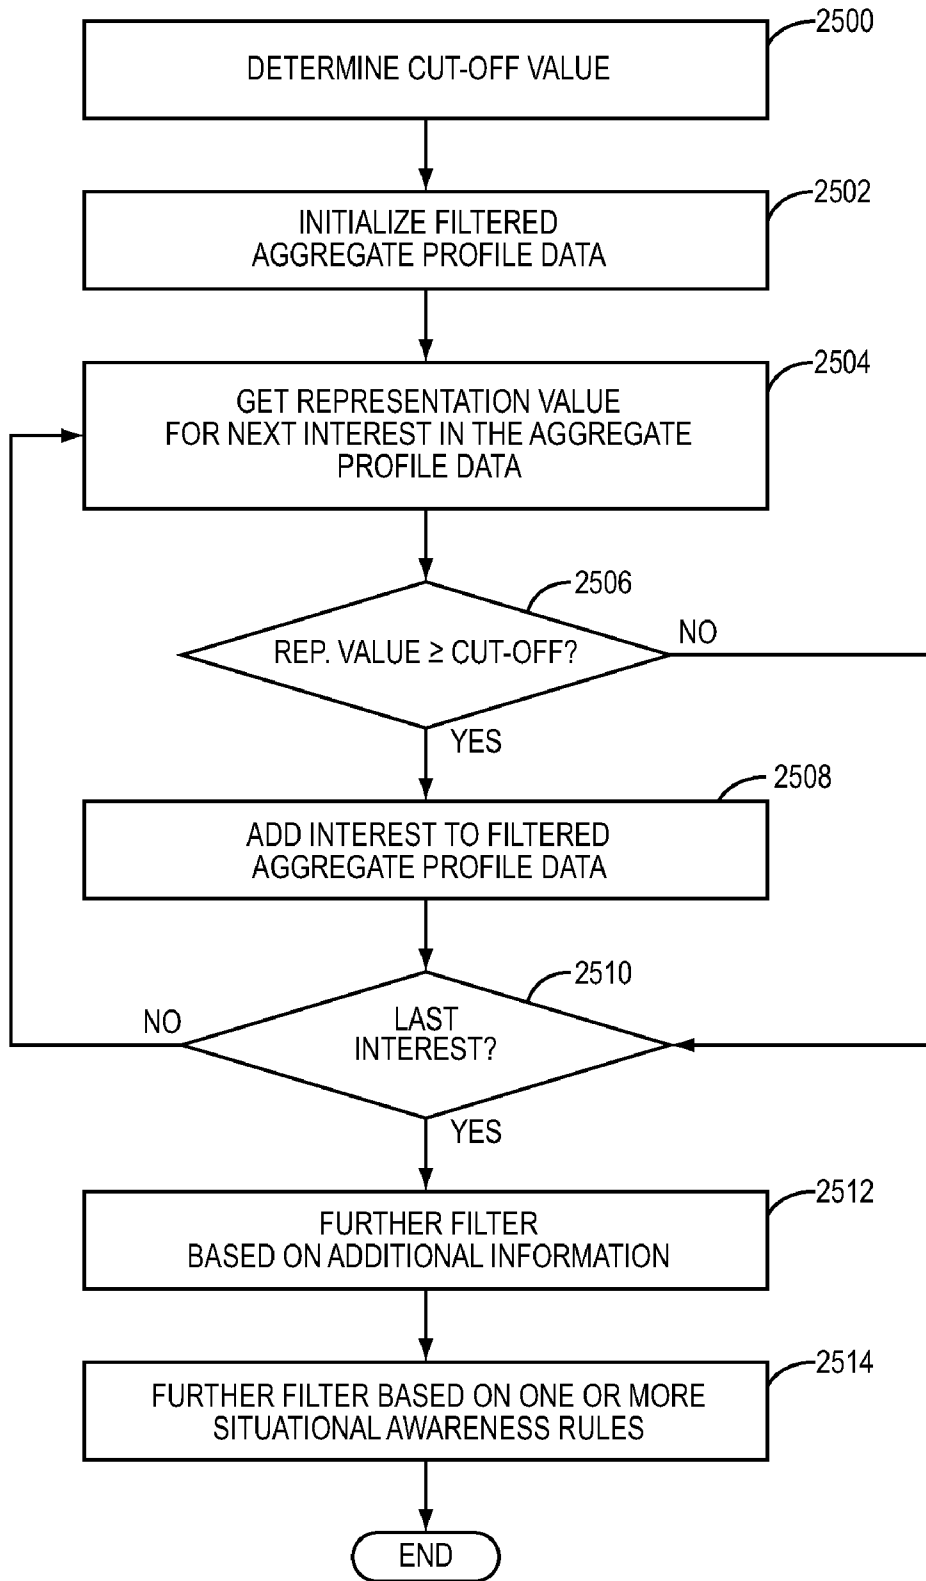 2500
DETERMINE CUT-OFF VALUE
2502
INITIALIZE FILTERED
AGGREGATE PROFILE DATA
2504
GET REPRESENTATION VALUE
FOR NEXT INTEREST IN THE AGGREGATE
PROFILE DATA
2506
REP. VALUE ≥ CUT-OFF?
NO
YES
2508
ADD INTEREST TO FILTERED
AGGREGATE PROFILE DATA
2510
NO
LAST
INTEREST?
YES
2512
FURTHER FILTER
BASED ON ADDITIONAL INFORMATION
2514
FURTHER FILTER BASED ON ONE OR MORE
SITUATIONAL AWARENESS RULES
END